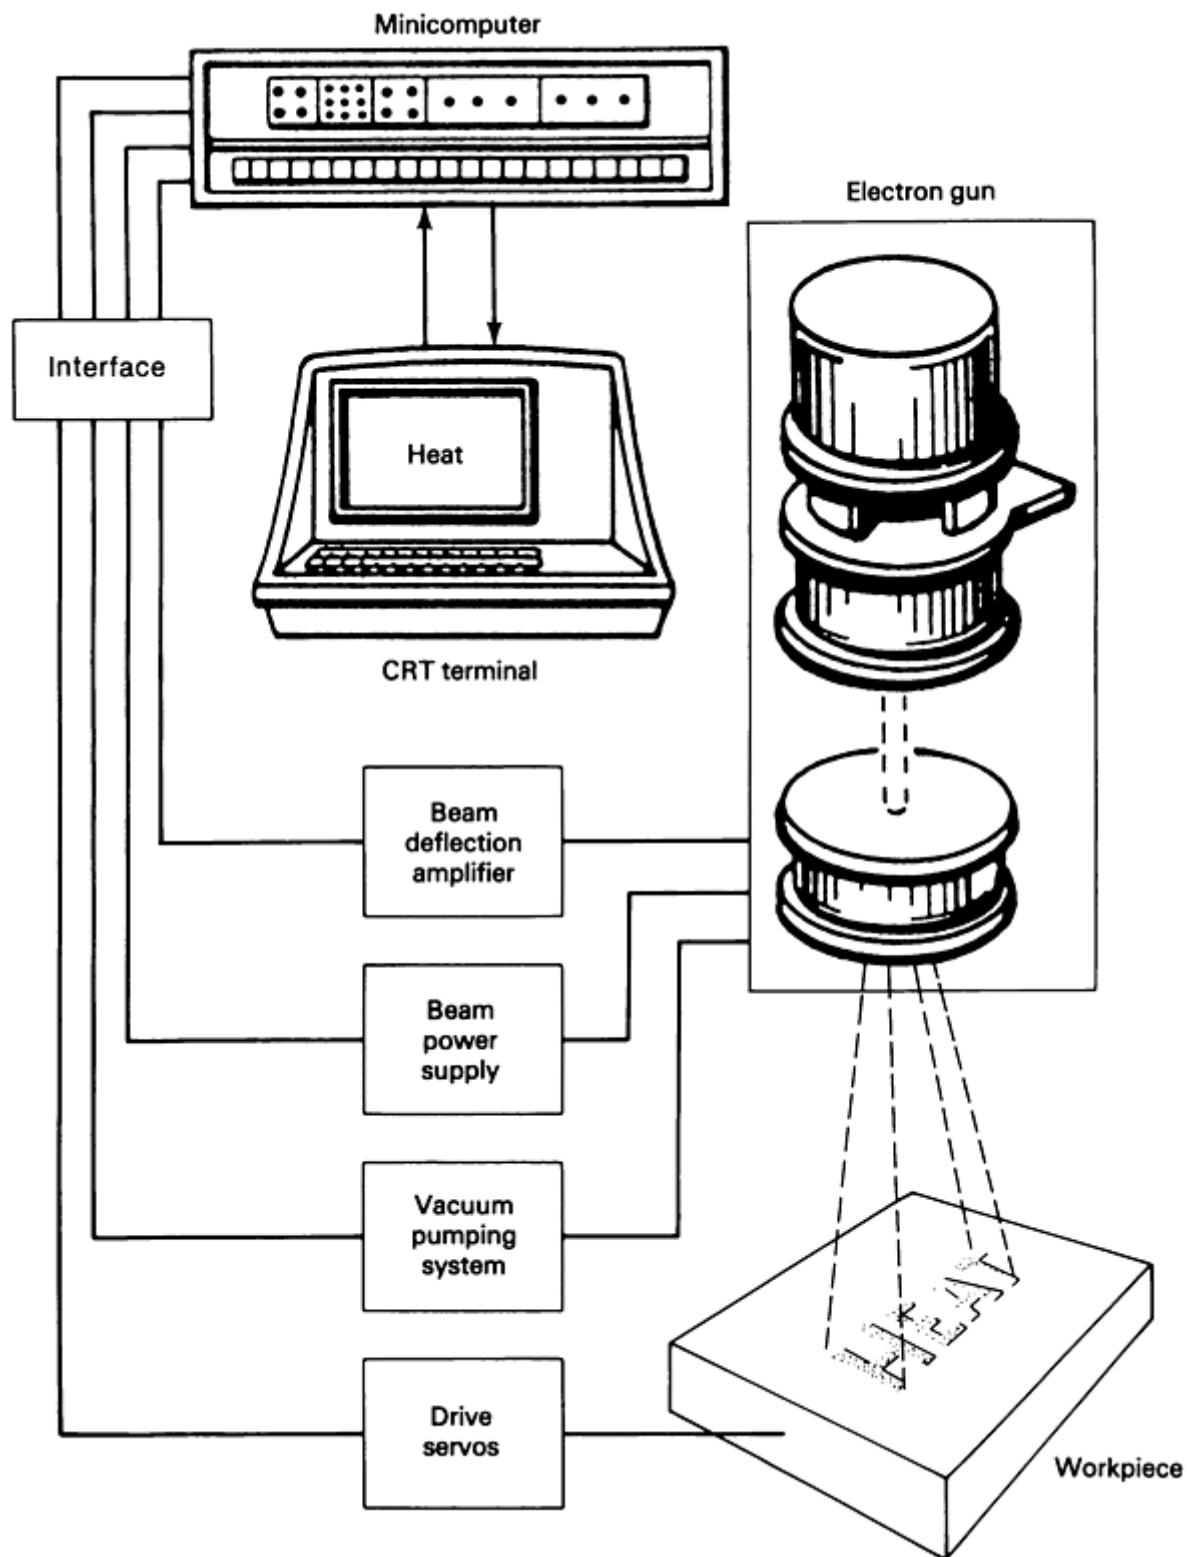 Minicomputer
Electron gun
Interface
Heat
CRT terminal
Beam
deflection
amplifier
Beam
power
supply
Vacuum
pumping
system
HEAT
Drive
servos
Workpiece